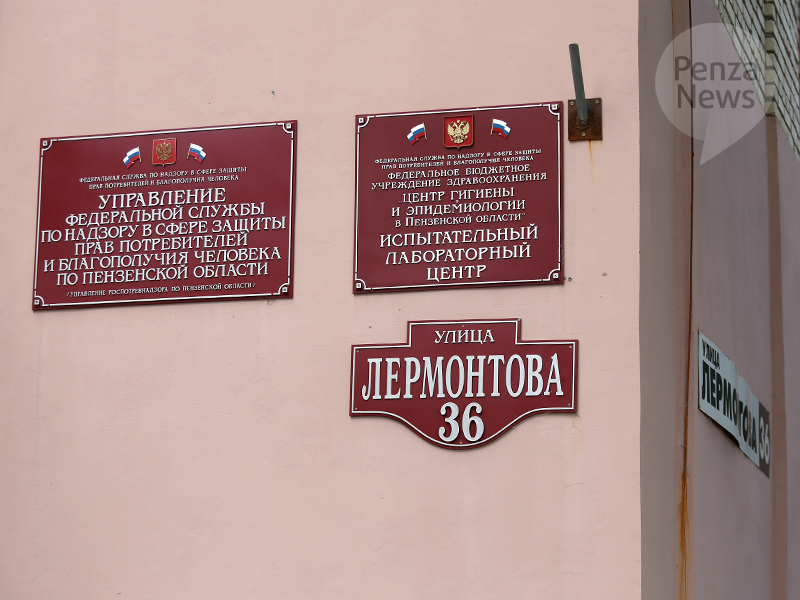 ФЕДЕРАЛЬНАЯ СЛУЖБА ПО НАДЗОРУ В СФЕРЕ ЗАЩИТЫ
ПРАВ ПОТРЕБИТЕЛЕЙ И БЛАГОПОЛУЧИЯ ЧЕЛОВЕКА
УПРАВЛЕНИЕ
ФЕДЕРАЛЬНОЙ СЛУЖБЫ
ПО НАДЗОРУ В СФЕРЕ ЗАЩИТЫ
ПРАВ ПОТРЕБИТЕЛЕЙ
И БЛАГОПОЛУЧИЯ ЧЕЛОВЕКА
ПО ПЕНЗЕНСКОЙ ОБЛАСТИ
/УПРАВЛЕНИЕ РОСПОТРЕБНАДЗОРА ПО ПЕНЗЕНСКОЙ ОБЛАСТИ/
ФЕДЕРАЛЬНАЯ СЛУЖБА ПО НАДЗОРУ В СФЕРЕ ЗАЩИТЫ
ПРАВ ПОТРЕБИТЕЛЕЙ И БЛАГОПОЛУЧИЯ ЧЕЛОВЕКА
ФЕДЕРАЛЬНОЕ БЮДЖЕТНОЕ
УЧРЕЖДЕНИЕ ЗДРАВООХРАНЕНИЯ
ЦЕНТР ГИГИЕНЫ
И ЭПИДЕМИОЛОГИИ
В ПЕНЗЕНСКОЙ ОБЛАСТИ"
ИСПЫТАТЕЛЬНЫЙ
ЛАБОРАТОРНЫЙ
ЦЕНТР
УЛИЦА
ЛЕРМОНТОВА
36
УЛИЦА
ЛЕРМОНТОВА 36
Penza
News